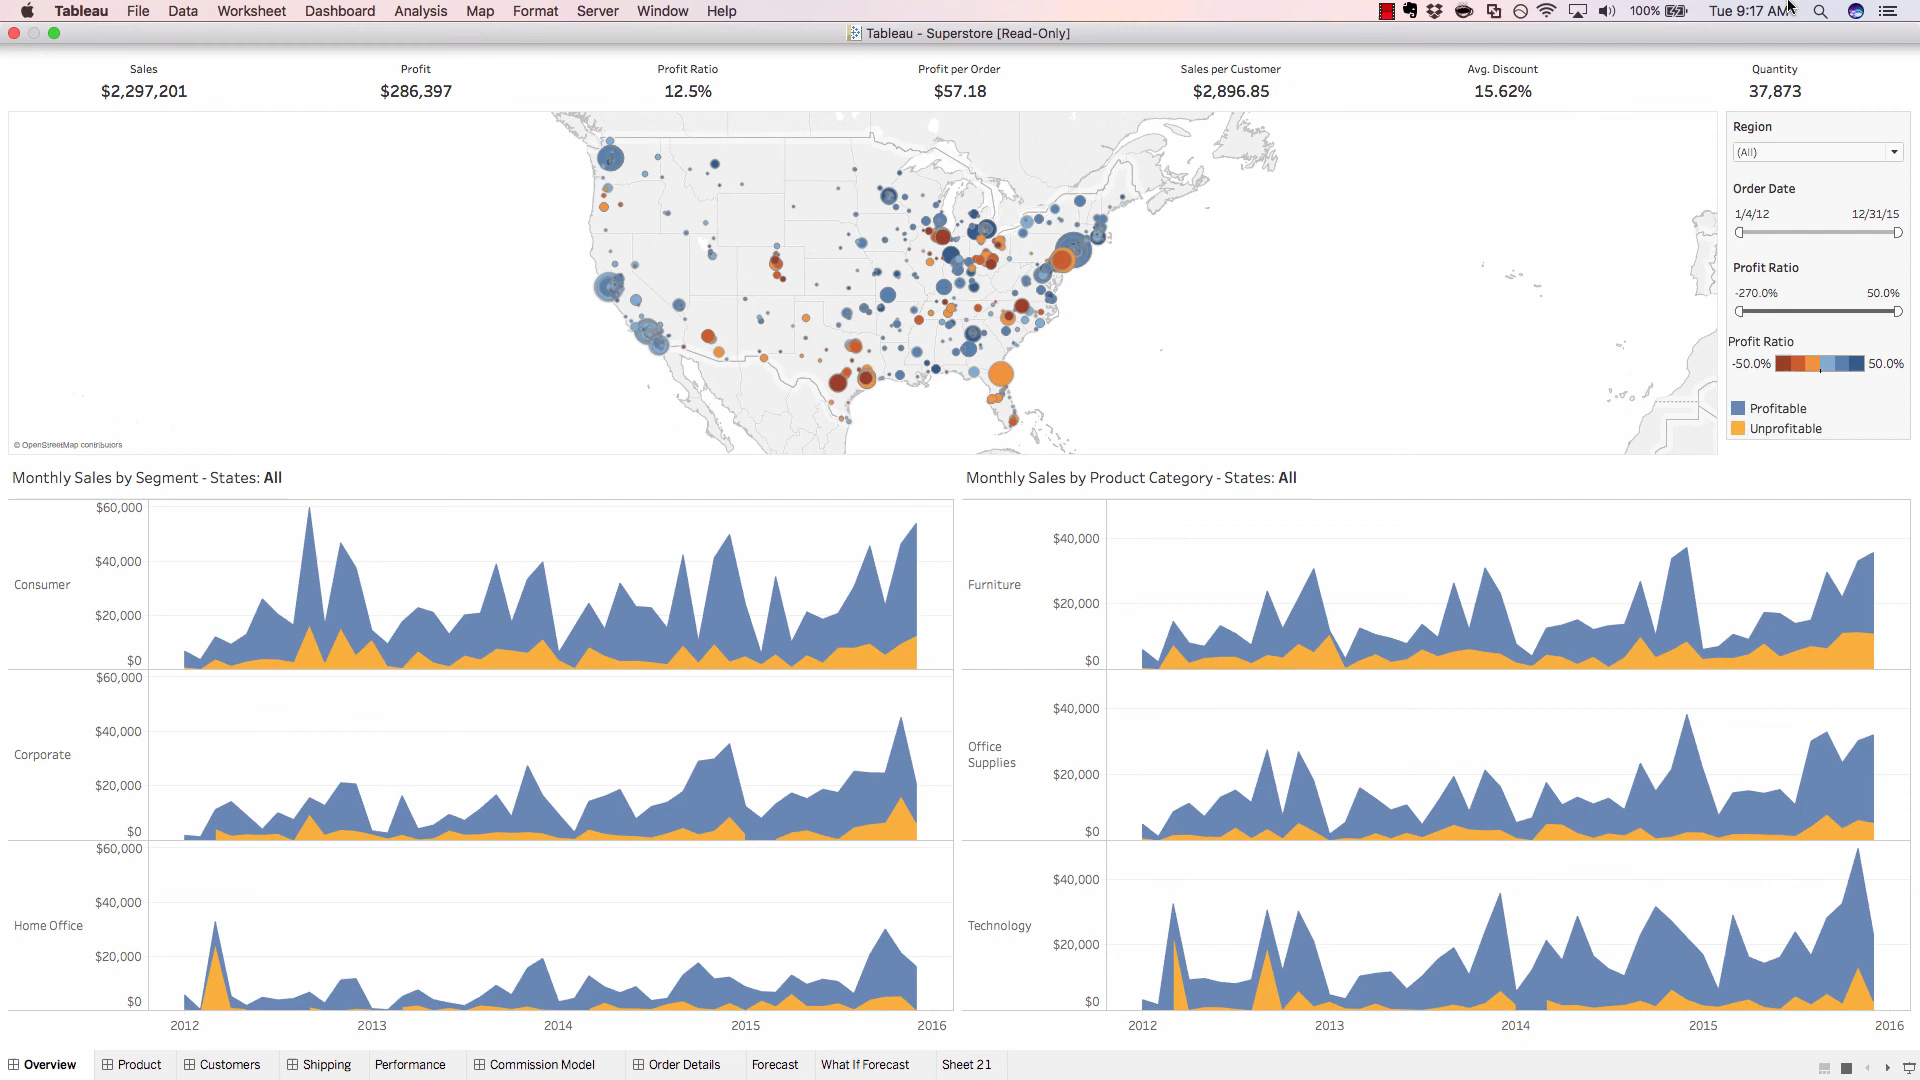 Tableau File Data Worksheet Dashboard Analysis Map Format Server Window Help 100% Tue 9:17 AM
Tableau - Superstore [Read-Only]
Sales Profit Profit Ratio Profit per Order Sales per Customer Avg. Discount Quantity
$2,297,201 $286,397 12.5% $57.18 $2,896.85 15.62% 37,873
Region
(All)
Order Date
1/4/12 12/31/15
Profit Ratio
-270.0% 50.0%
Profit Ratio
-50.0% 50.0%
Profitable
Unprofitable
© OpenStreetMap contributors
Monthly Sales by Segment - States: All
$60,000
$40,000
Consumer
$20,000
$0
$60,000
$40,000
Corporate
$20,000
$0
$60,000
$40,000
Home Office
$20,000
$0
2012 2013 2014 2015 2016
Monthly Sales by Product Category - States: All
$40,000
Furniture
$20,000
$0
$40,000
Office
Supplies
$20,000
$0
$40,000
Technology
$20,000
$0
2012 2013 2014 2015 2016
Overview Product Customers Shipping Performance Commission Model Order Details Forecast What If Forecast Sheet 21